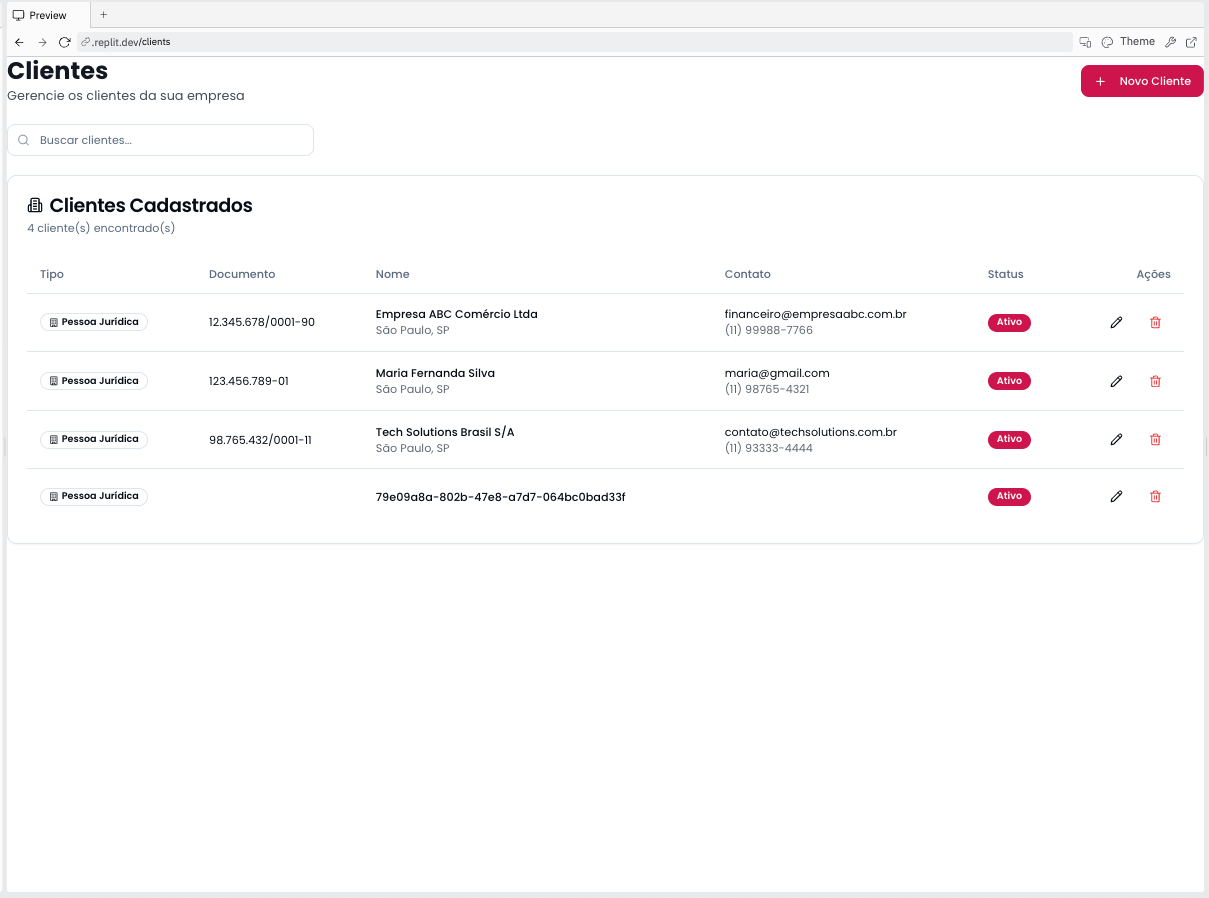 Preview
.replit.dev/clients
Theme
Clientes
Gerencie os clientes da sua empresa
Novo Cliente
Buscar clientes...
Clientes Cadastrados
4 cliente(s) encontrado(s)
Tipo Documento Nome Contato Status Ações
Pessoa Jurídica 12.345.678/0001-90 Empresa ABC Comércio Ltda financeiro@empresaabc.com.br Ativo
São Paulo, SP (11) 99988-7766
Pessoa Jurídica 123.456.789-01 Maria Fernanda Silva maria@gmail.com Ativo
São Paulo, SP (11) 98765-4321
Pessoa Jurídica 98.765.432/0001-11 Tech Solutions Brasil S/A contato@techsolutions.com.br Ativo
São Paulo, SP (11) 93333-4444
Pessoa Jurídica 79e09a8a-802b-47e8-a7d7-064bc0bad33f Ativo